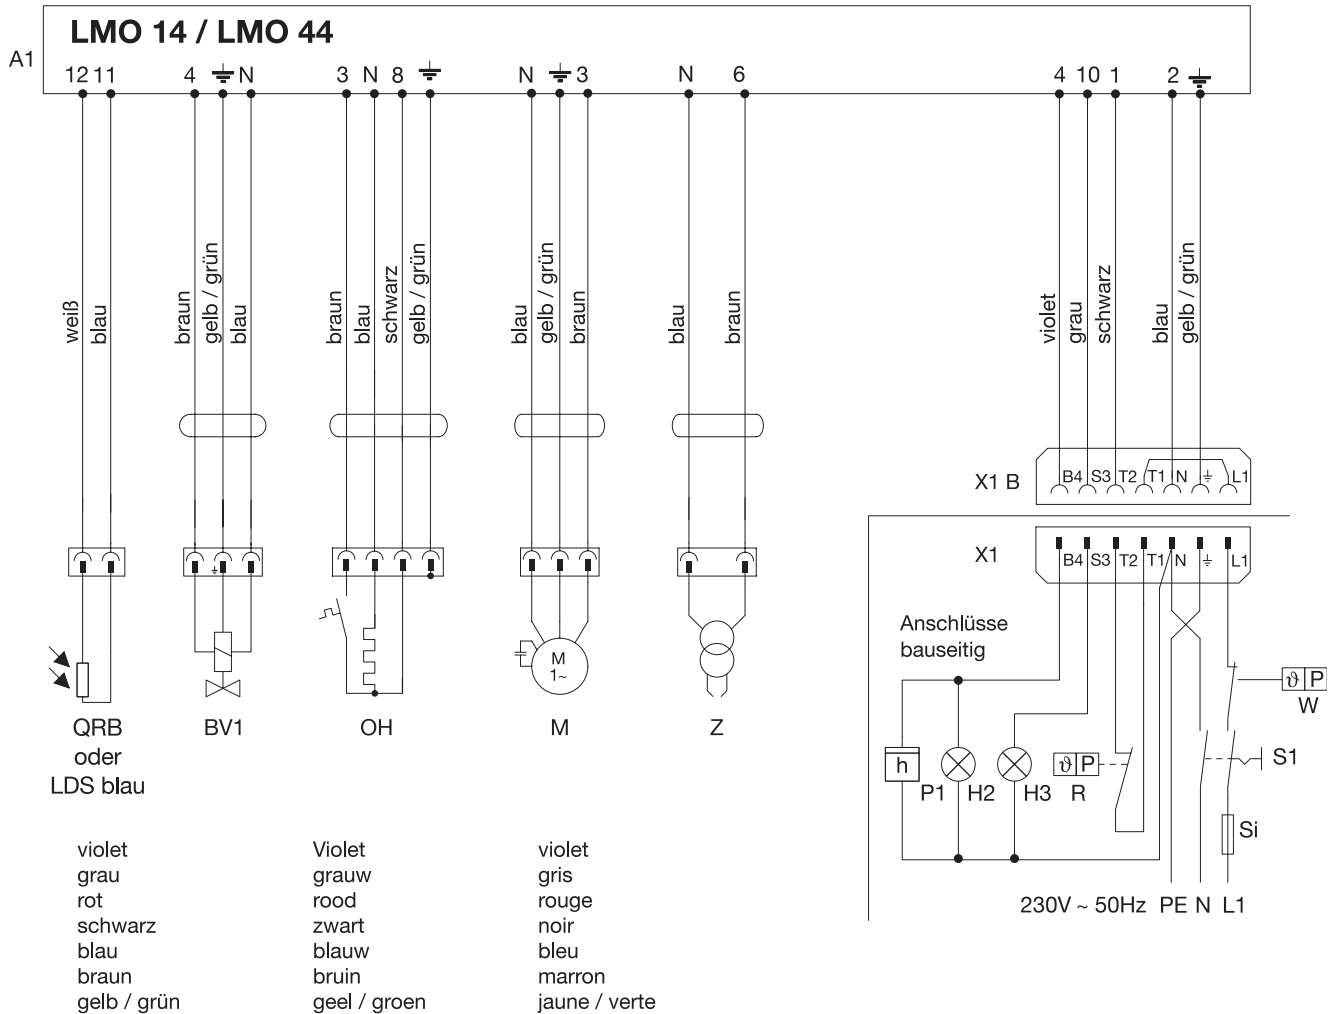 LMO 14 / LMO 44
A1
12 11 4 N 3 N 8 N 3 N 6 4 10 1 2
weiß
blau
braun
gelb / grün
blau
braun
blau
schwarz
gelb / grün
blau
gelb / grün
braun
blau
braun
violet
grau
schwarz
blau
gelb / grün
X1 B
B4 S3 T2 T1 N L1
X1
B4 S3 T2 T1 N L1
Anschlüsse
bauseitig
M
1~
ϑ P
W
QRB
oder
LDS blau
BV1
OH
M
Z
h
P1
H2
H3
ϑ P
R
S1
Si
230V ~ 50Hz PE N L1
violet Violet violet
grau grauw gris
rot rood rouge
schwarz zwart noir
blau blauw bleu
braun bruin marron
gelb / grün geel / groen jaune / verte